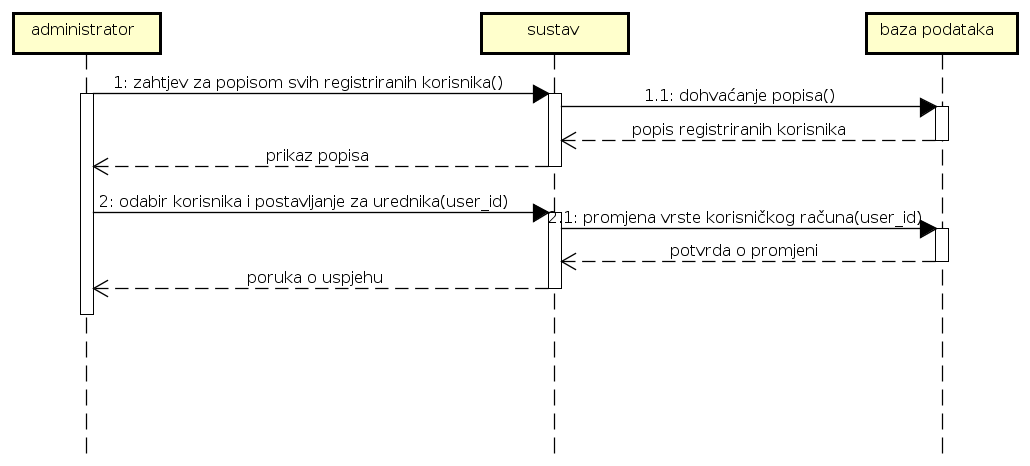 administrator
sustav
baza podataka
1: zahtjev za popisom svih registriranih korisnika()
1.1: dohvaćanje popisa()
popis registriranih korisnika
prikaz popisa
2: odabir korisnika i postavljanje za urednika(user_id)
2.1: promjena vrste korisničkog računa(user_id)
potvrda o promjeni
poruka o uspjehu